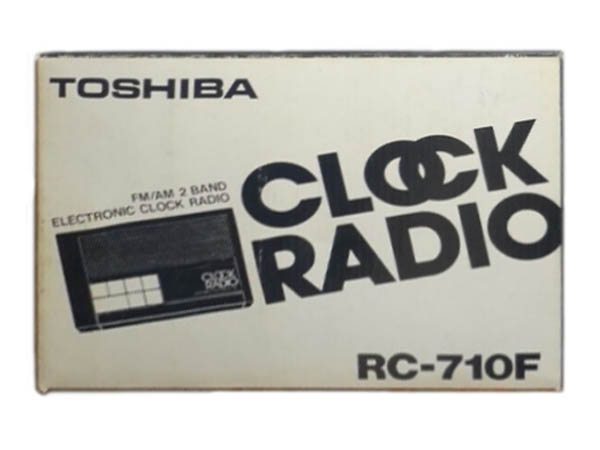 TOSHIBA
FM/AM 2 BAND
ELECTRONIC CLOCK RADIO
CLOCK
RADIO
CLOCK
RADIO
RC-710F